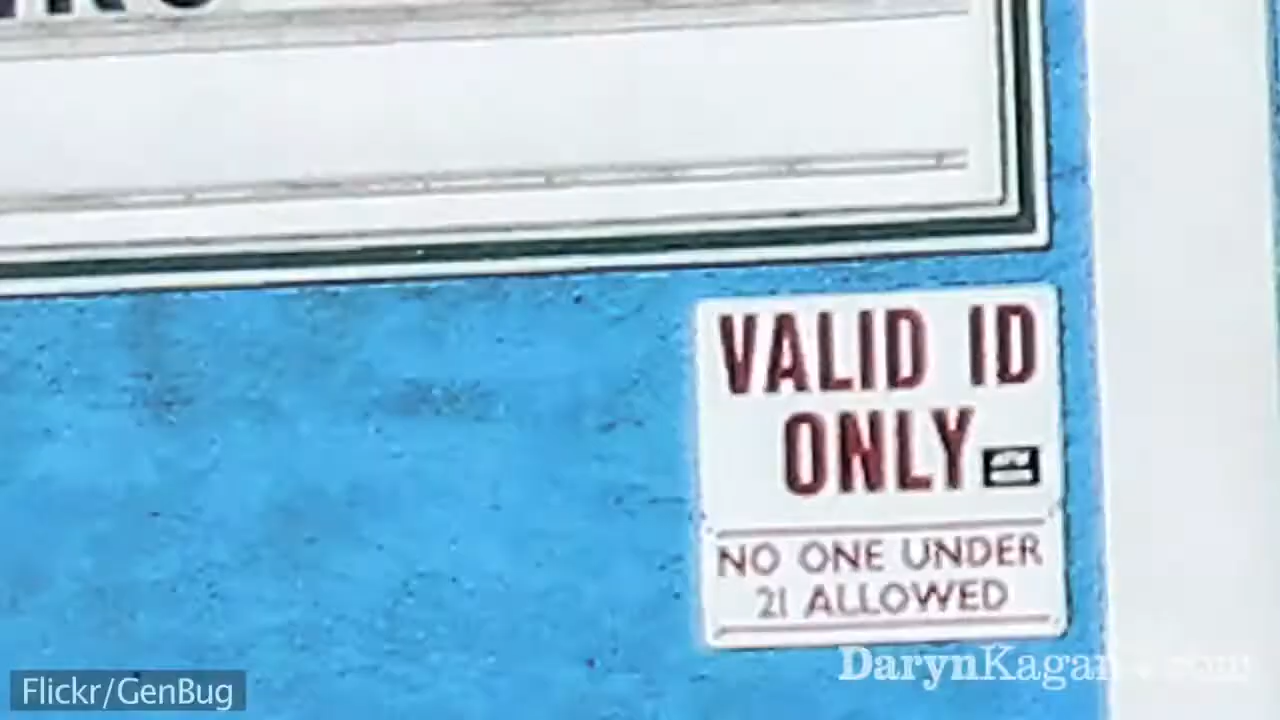 VALID ID
ONLY
NO ONE UNDER
21 ALLOWED
Flickr/GenBug
DarynKagan